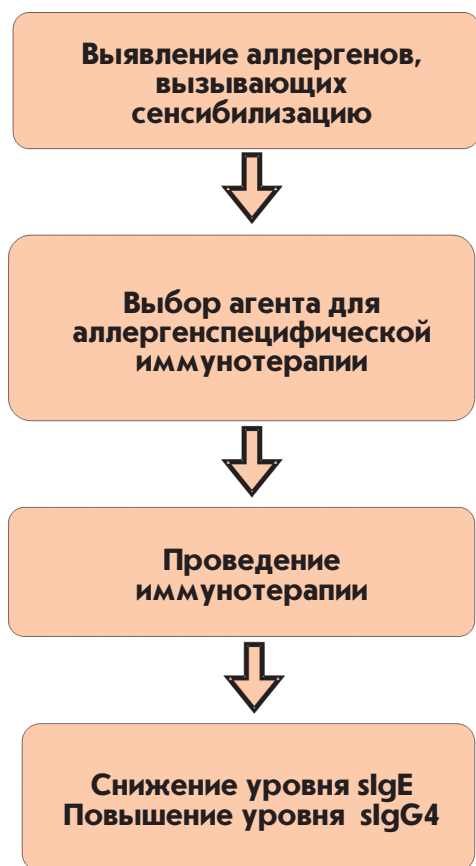 Выявление аллергенов,
вызывающих
сенсибилизацию
Выбор агента для
аллергенспецифической
иммунотерапии
Проведение
иммунотерапии
Снижение уровня sIgE
Повышение уровня sIgG4